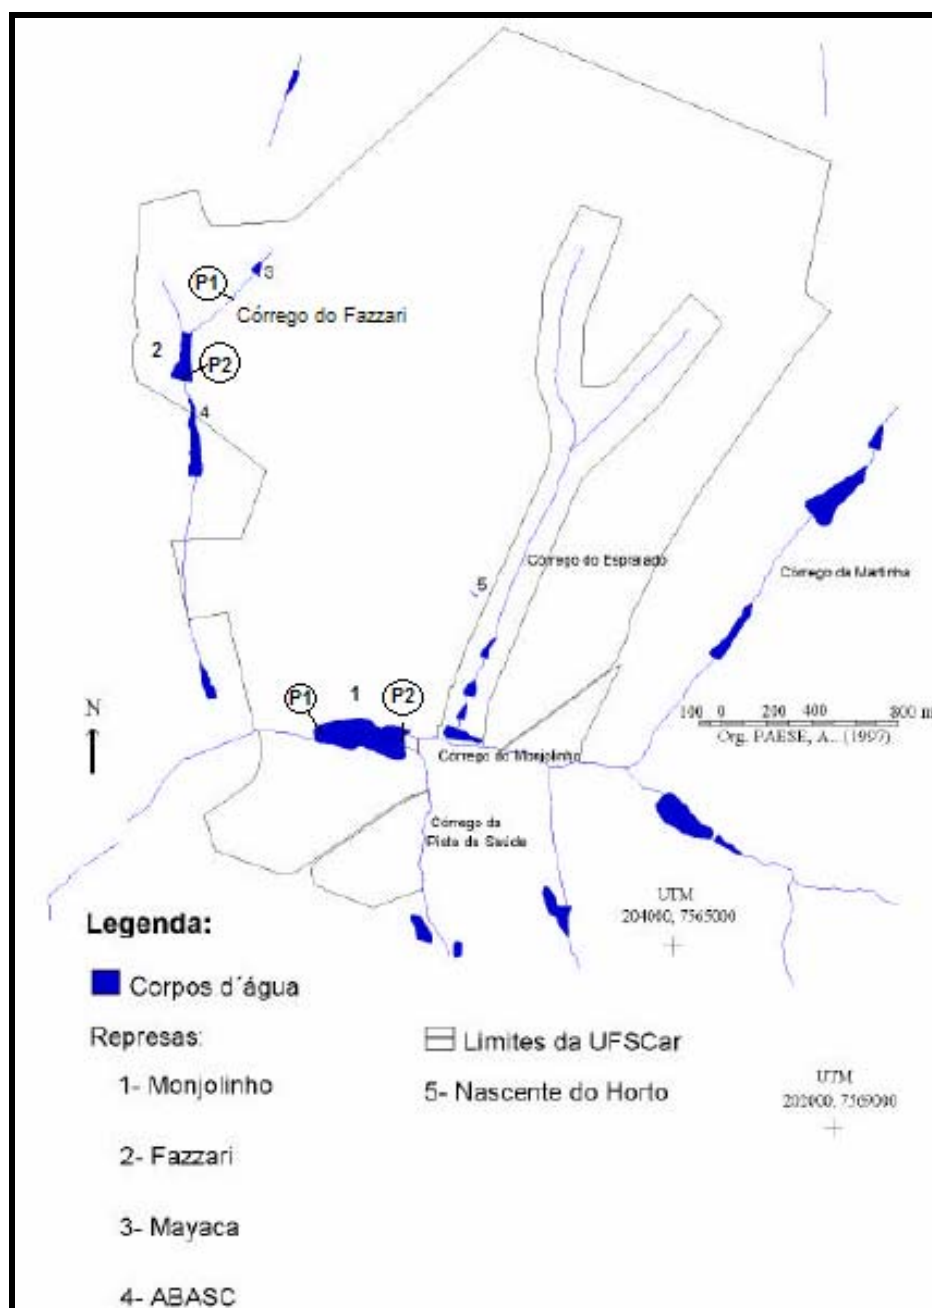 P1
3
Córrego do Fazzari
2
P2
4
Córrego do Espraiado
5
Córrego da Martinha
P1
1
P2
N
100 0 200 400 800 m
Org. PAESE, A.. (1997).
Córrego do Monjolinho
Córrego da
Pista da Saúde
UTM
204000, 7565000
Legenda:
Corpos d´água
Represas:
Limites da UFSCar
1- Monjolinho
5- Nascente do Horto
UTM
202000, 7569000
2- Fazzari
3- Mayaca
4- ABASC